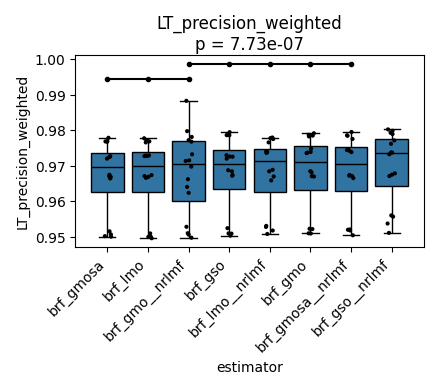 LT_precision_weighted
p = 7.73e-07
1.00
0.99
0.98
0.97
0.96
0.95
LT_precision_weighted
brf_gmosa
brf_lmo
brf_gmo__nrlmf
brf_gso
brf_lmo__nrlmf
brf_gmo
brf_gmosa__nrlmf
brf_gso__nrlmf
estimator